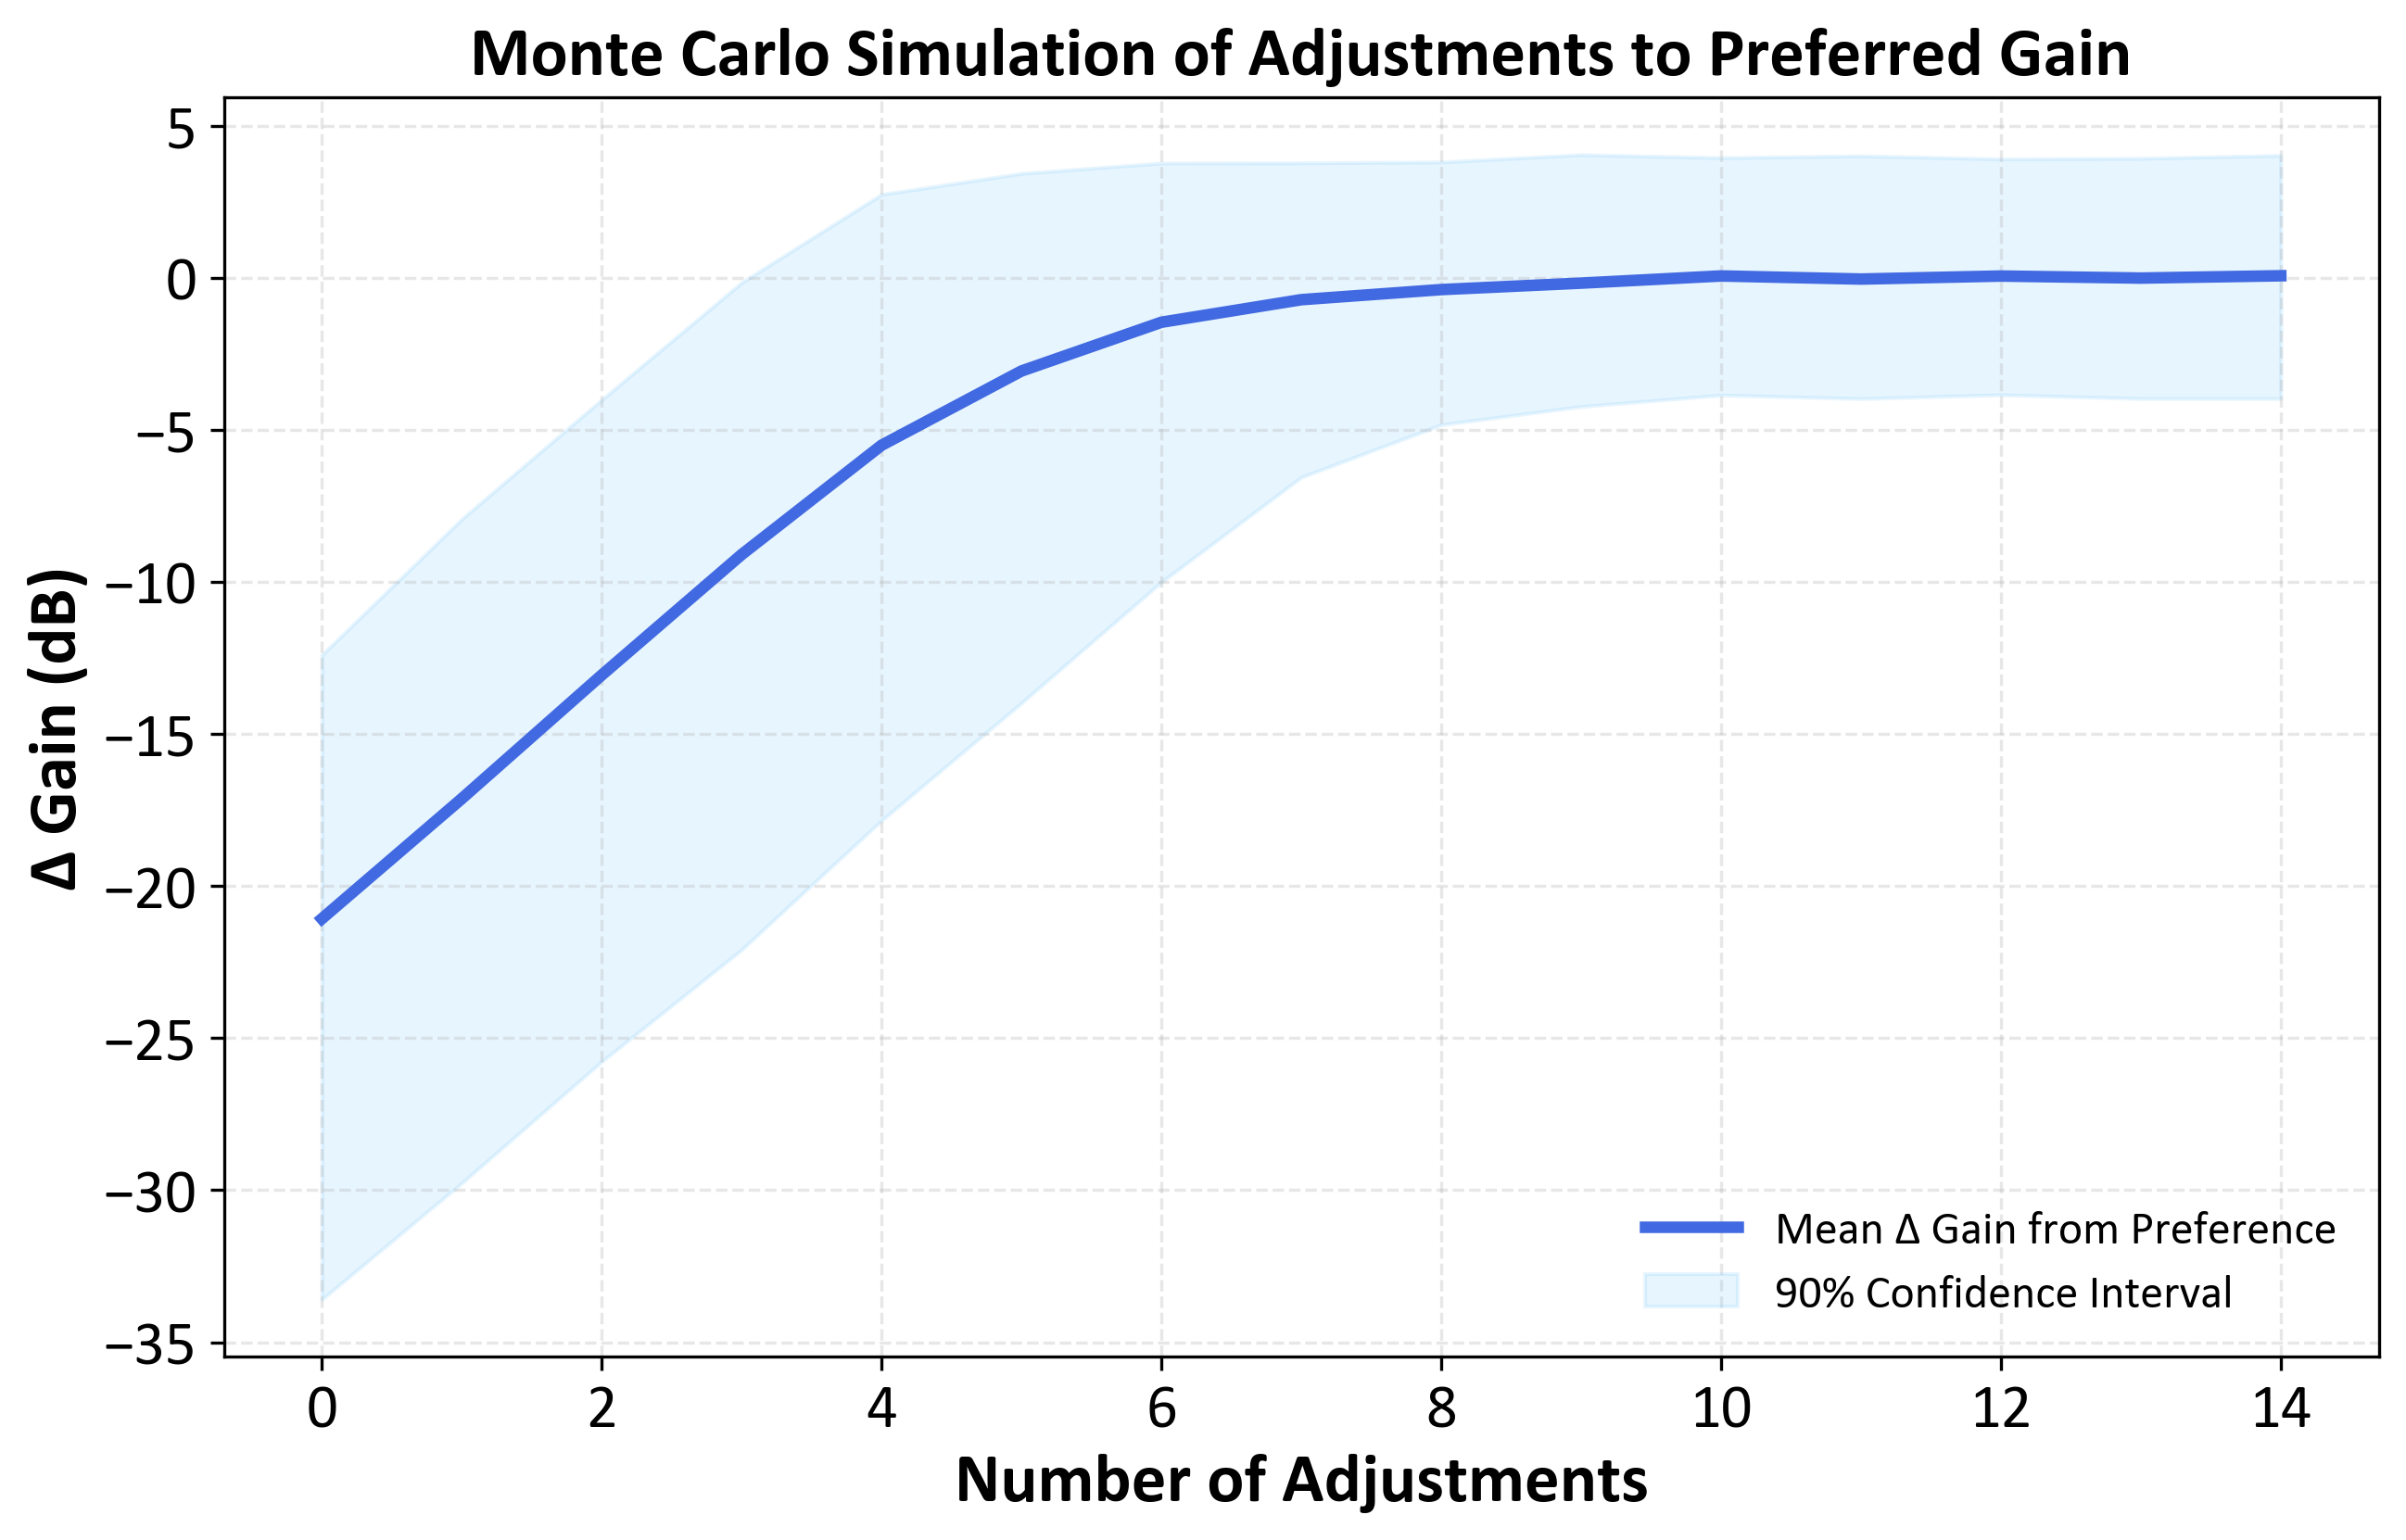 Monte Carlo Simulation of Adjustments to Preferred Gain
Δ Gain (dB)
5
0
−5
−10
−15
−20
−25
−30
−35
Mean Δ Gain from Preference
90% Confidence Interval
0 2 4 6 8 10 12 14
Number of Adjustments